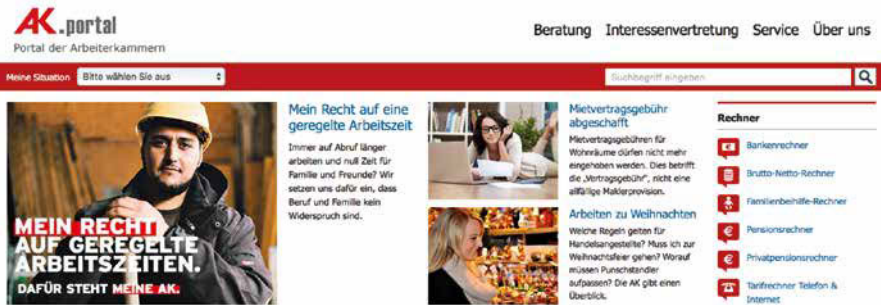 AK.portal
Portal der Arbeiterkammern
Beratung Interessenvertretung Service Über uns
Meine Situation Bitte wählen Sie aus
Suchbegriff eingeben
MEIN RECHT
AUF GEREGELTE
ARBEITSZEITEN.
DAFÜR STEHT MEINE AK.
Mein Recht auf eine
geregelte Arbeitszeit
Immer auf Abruf länger
arbeiten und null Zeit für
Familie und Freunde? Wir
setzen uns dafür ein, dass
Beruf und Familie kein
Widerspruch sind.
Mietvertragsgebühr
abgeschafft
Mietvertragsgebühren für
Wohnräume dürfen nicht mehr
eingehoben werden. Dies betrifft
die „Vertragsgebühr", nicht eine
allfällige Maklerprovision.
Arbeiten zu Weihnachten
Welche Regeln gelten für
Handelsangestellte? Muss ich zur
Weihnachtsfeier gehen? Worauf
müssen Punschstandler
aufpassen? Die AK gibt einen
Überblick.
Rechner
Bankenrechner
Brutto-Netto-Rechner
Familienbeihilfe-Rechner
Pensionsrechner
Privatpensionsrechner
Tarifrechner Telefon &
Internet